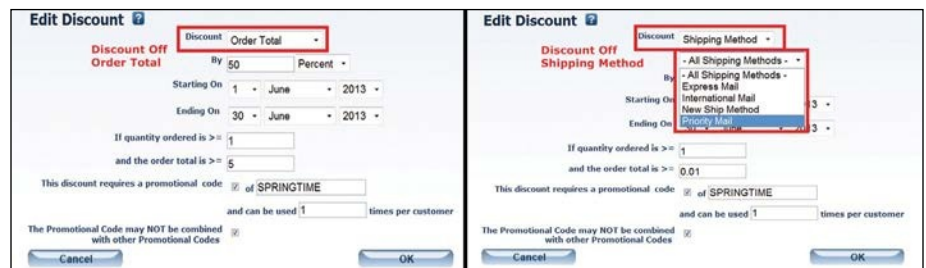 Edit Discount ?
Discount Off
Order Total
Discount Order Total
By 50 Percent
Starting On 1 June 2013
Ending On 30 June 2013
If quantity ordered is >= 1
and the order total is >= 5
This discount requires a promotional code of SPRINGTIME
and can be used 1 times per customer
The Promotional Code may NOT be combined
with other Promotional Codes
Cancel OK
Edit Discount ?
Discount Off
Shipping Method
Discount Shipping Method
- All Shipping Methods -
By
- All Shipping Methods -
Express Mail
International Mail
New Ship Method
Priority Mail
Starting On
Ending On
If quantity ordered is >= 1
and the order total is >= 0.01
This discount requires a promotional code of SPRINGTIME
and can be used 1 times per customer
The Promotional Code may NOT be combined
with other Promotional Codes
Cancel OK